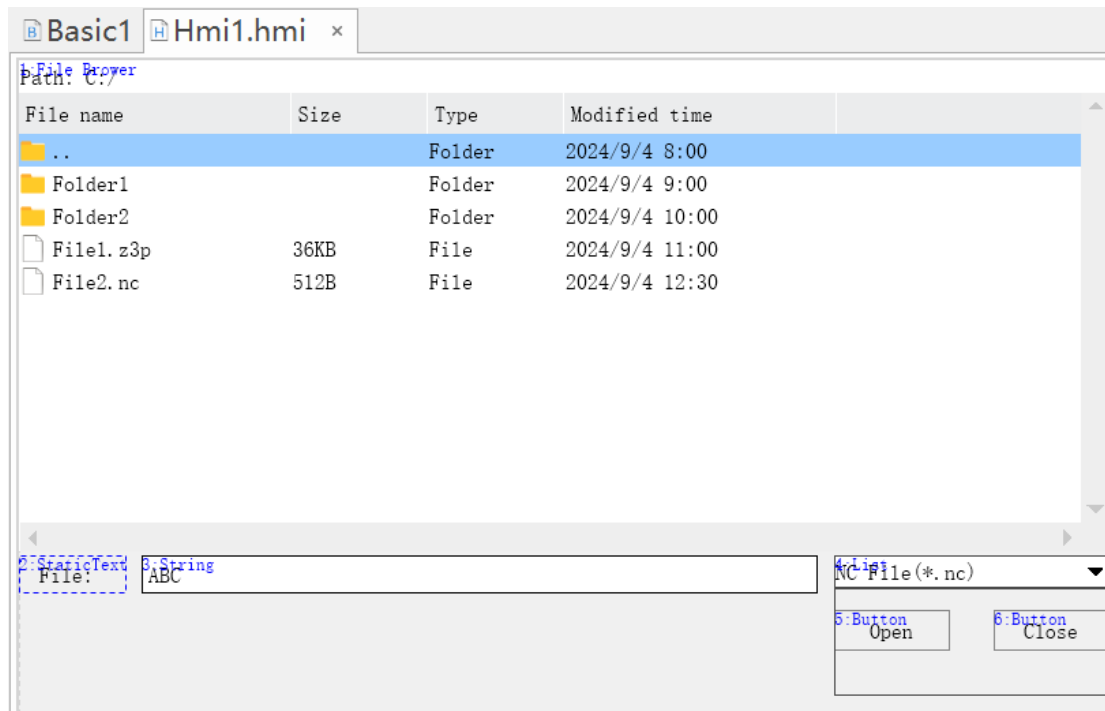 Basic1 Hmi1.hmi ×
1:File Brower
Path: C:/
File name Size Type Modified time
.. Folder 2024/9/4 8:00
Folder1 Folder 2024/9/4 9:00
Folder2 Folder 2024/9/4 10:00
File1.z3p 36KB File 2024/9/4 11:00
File2.nc 512B File 2024/9/4 12:30
2:StaticText 3:String 4:List
File: ABC NC File(*.nc)
5:Button 6:Button
Open Close